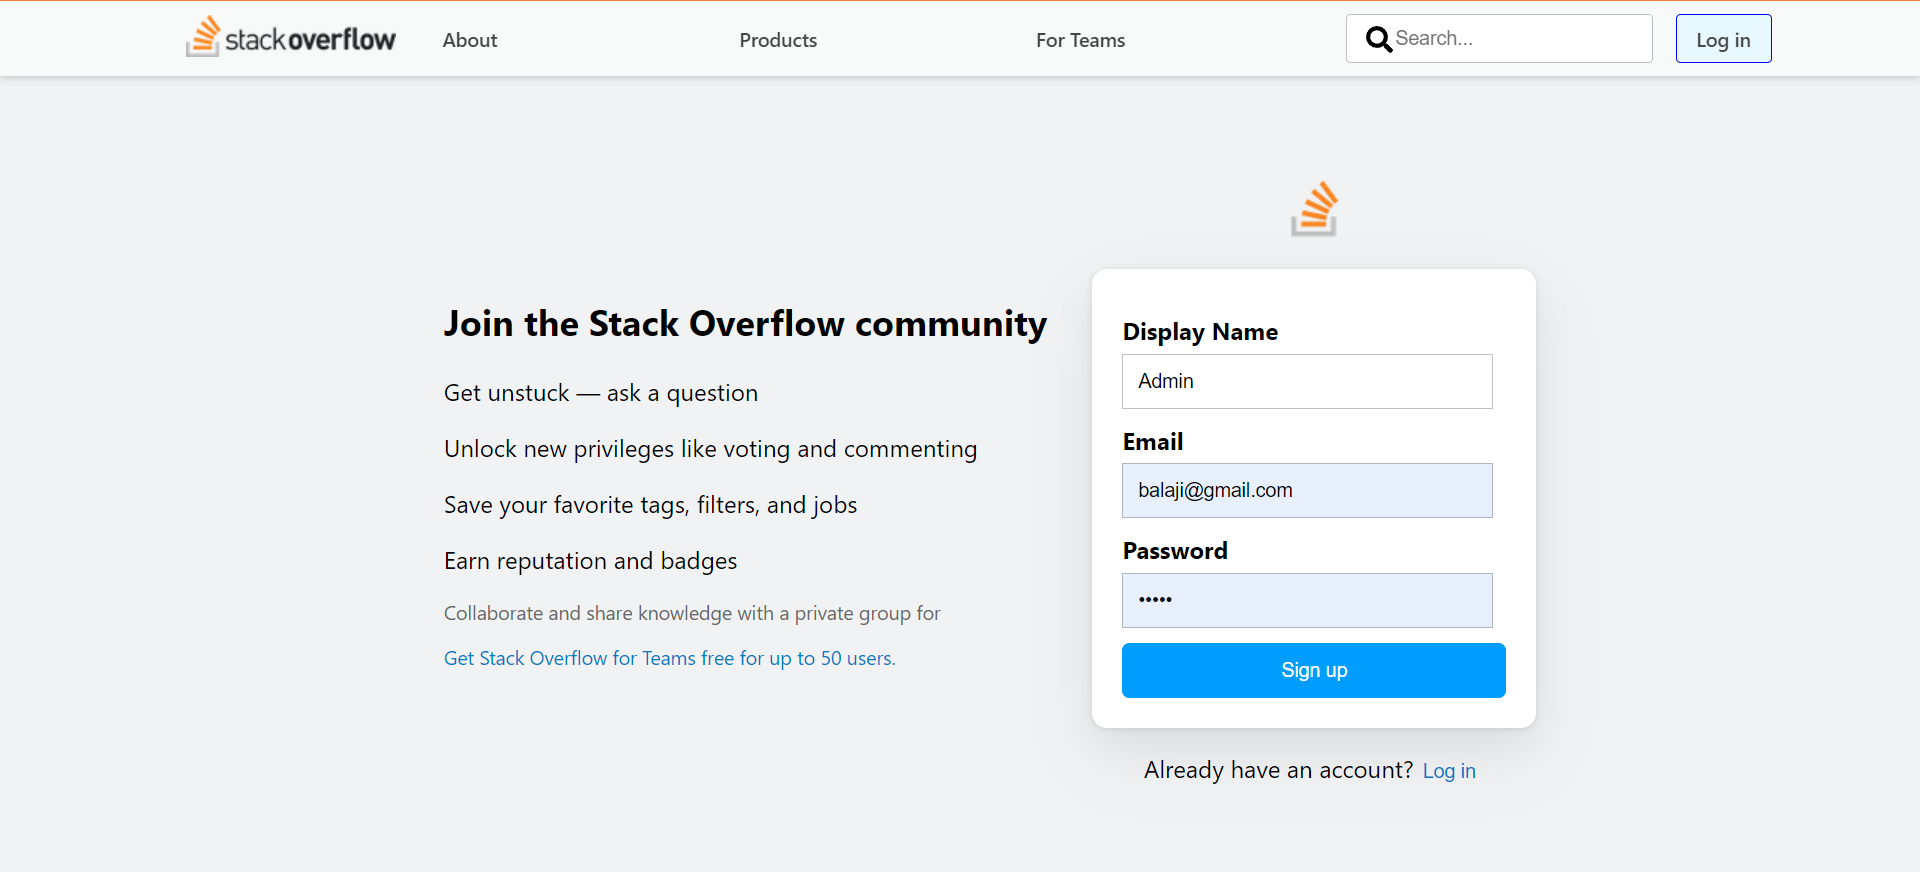 stackoverflow About Products For Teams Search... Log in
Join the Stack Overflow community
Get unstuck — ask a question
Unlock new privileges like voting and commenting
Save your favorite tags, filters, and jobs
Earn reputation and badges
Collaborate and share knowledge with a private group for
Get Stack Overflow for Teams free for up to 50 users.
Display Name
Admin
Email
balaji@gmail.com
Password
•••••
Sign up
Already have an account? Log in